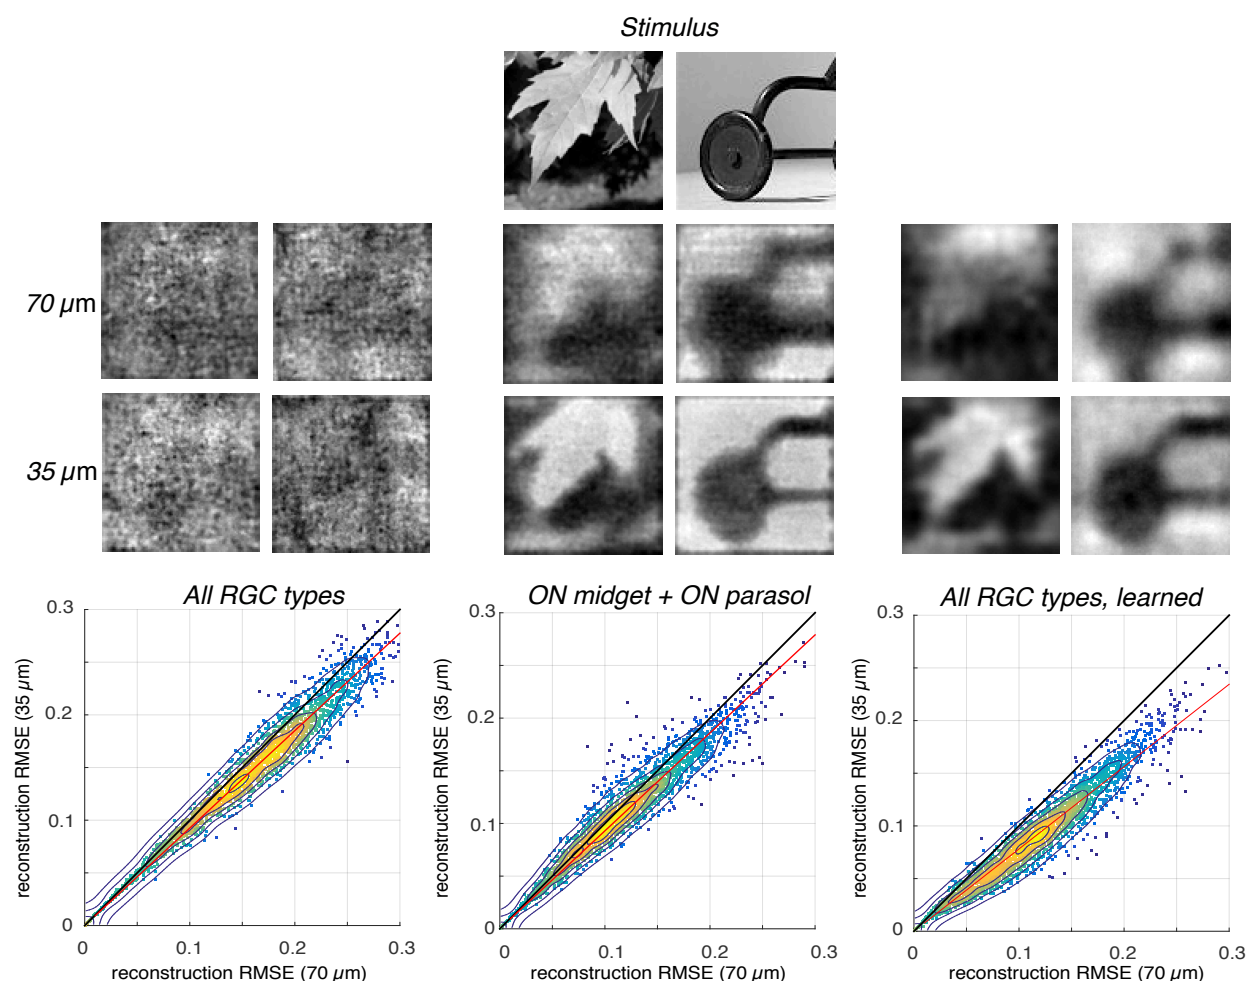 Stimulus
70 µm
35 µm
All RGC types
ON midget + ON parasol
All RGC types, learned
0.3
0.2
0.1
0
0
0.1
0.2
0.3
reconstruction RMSE (35 µm)
reconstruction RMSE (70 µm)
0.3
0.2
0.1
0
0
0.1
0.2
0.3
reconstruction RMSE (35 µm)
reconstruction RMSE (70 µm)
0.3
0.2
0.1
0
0
0.1
0.2
0.3
reconstruction RMSE (35 µm)
reconstruction RMSE (70 µm)